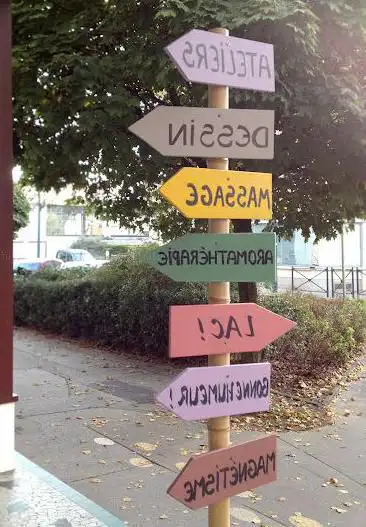 ATELIERS
DESSIN
MASSAGE
AROMATHÉRAPIE
LAC!
BONNE HUMEUR!
MAGNÉTISME